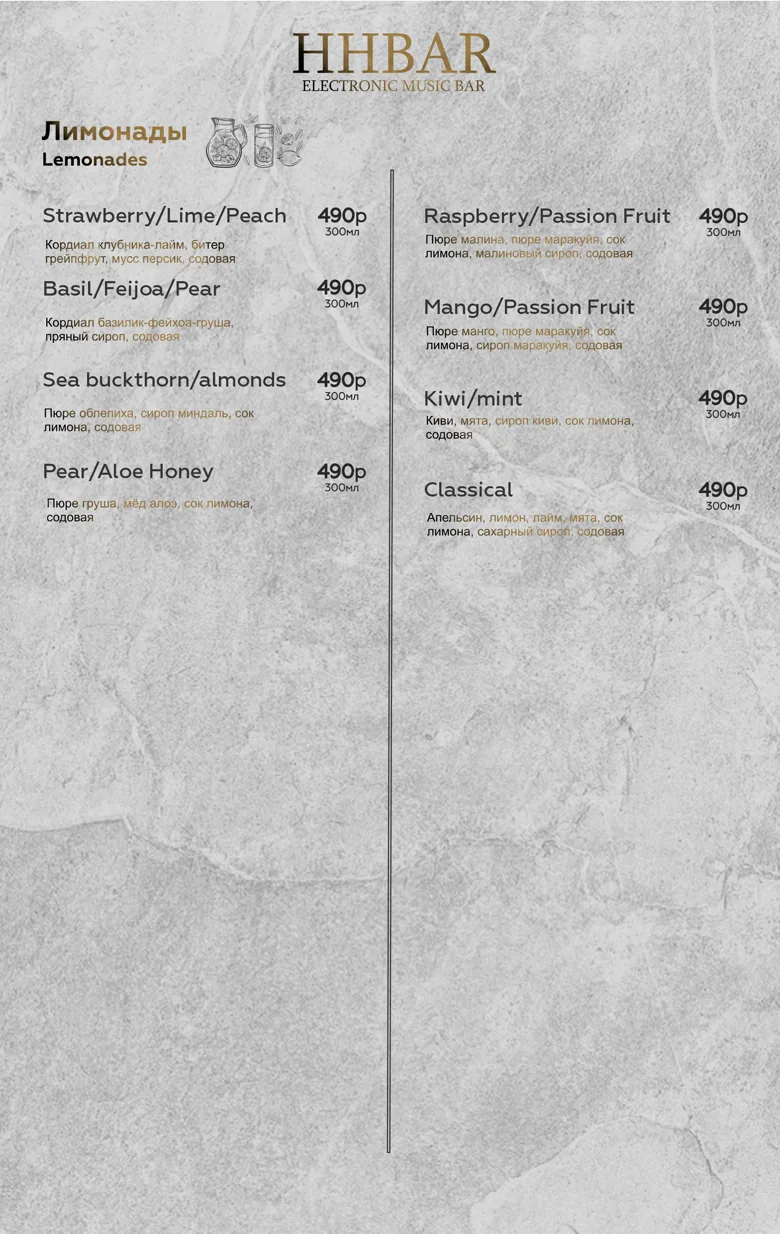 HHBAR
ELECTRONIC MUSIC BAR
Лимонады
Lemonades
Strawberry/Lime/Peach 490р
300мл
Кордиал клубника-лайм, битер
грейпфрут, мусс персик, содовая
Basil/Feijoa/Pear 490р
300мл
Кордиал базилик-фейхоа-груша,
пряный сироп, содовая
Sea buckthorn/almonds 490р
300мл
Пюре облепиха, сироп миндаль, сок
лимона, содовая
Pear/Aloe Honey 490р
300мл
Пюре груша, мёд алоэ, сок лимона,
содовая
Raspberry/Passion Fruit 490р
300мл
Пюре малина, пюре маракуйя, сок
лимона, малиновый сироп, содовая
Mango/Passion Fruit 490р
300мл
Пюре манго, пюре маракуйя, сок
лимона, сироп маракуйя, содовая
Kiwi/mint 490р
300мл
Киви, мята, сироп киви, сок лимона,
содовая
Classical 490р
300мл
Апельсин, лимон, лайм, мята, сок
лимона, сахарный сироп, содовая